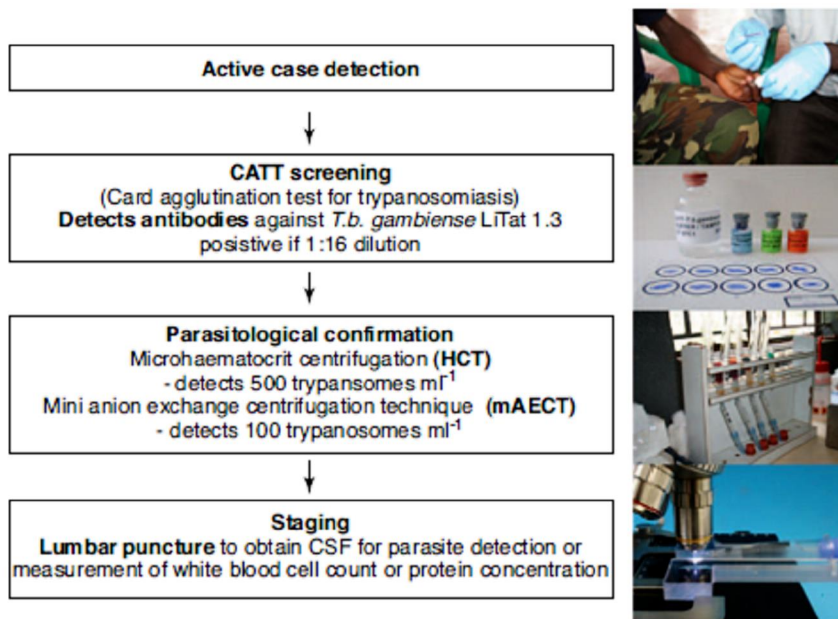 Active case detection
CATT screening
(Card agglutination test for trypanosomiasis)
Detects antibodies against T.b. gambiense LiTat 1.3
posistive if 1:16 dilution
Parasitological confirmation
Microhaematocrit centrifugation (HCT)
- detects 500 trypansomes ml⁻¹
Mini anion exchange centrifugation technique (mAECT)
- detects 100 trypanosomes ml⁻¹
Staging
Lumbar puncture to obtain CSF for parasite detection or
measurement of white blood cell count or protein concentration